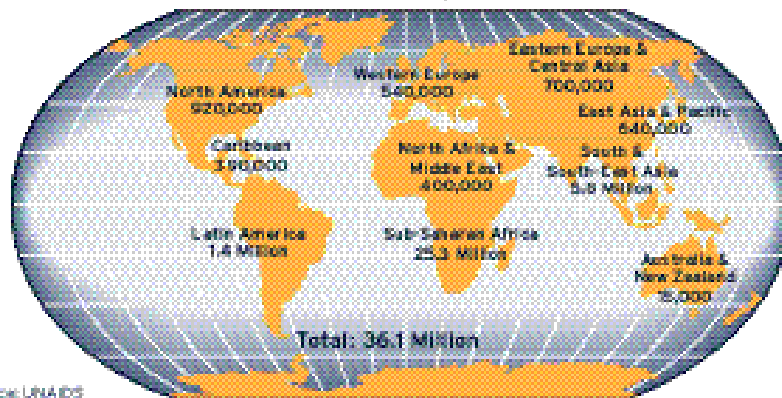 North America
920,000
Caribbean
390,000
Latin America
1.4 Million
Western Europe
540,000
North Africa &
Middle East
400,000
Sub-Saharan Africa
25.3 Million
Eastern Europe &
Central Asia
700,000
East Asia & Pacific
640,000
South &
South-East Asia
5.8 Million
Australia &
New Zealand
15,000
Total: 36.1 Million
UNAIDS